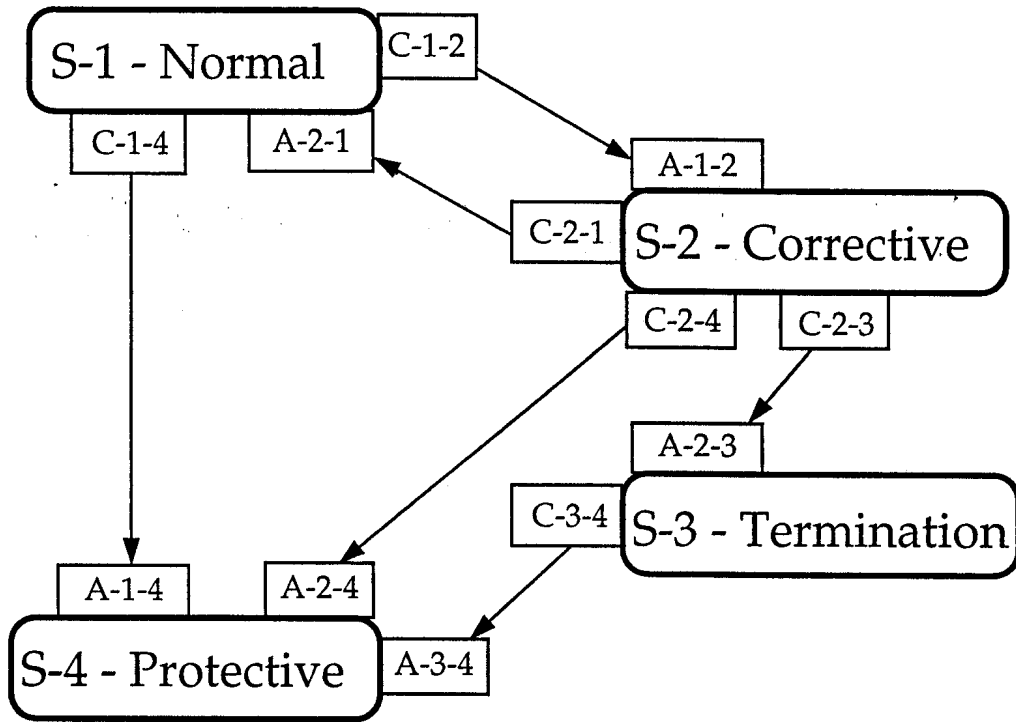 S-1 - Normal
C-1-2
C-1-4
A-2-1
A-1-2
C-2-1
S-2 - Corrective
C-2-4
C-2-3
A-2-3
C-3-4
S-3 - Termination
A-1-4
A-2-4
S-4 - Protective
A-3-4